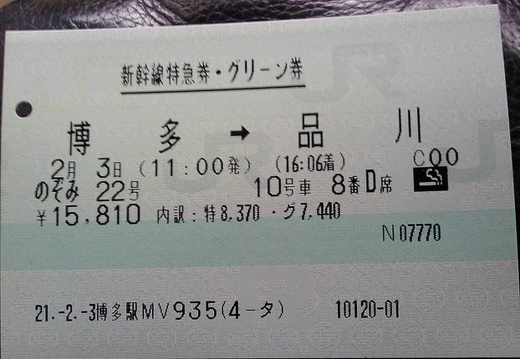 新幹線特急券・グリーン券
博多 → 品川
2月 3日 (11:00発) (16:06着) C00
のぞみ 22号 10号車 8番D席
¥15,810 内訳:特8,370・グ7,440
N07770
21.-2.-3博多駅MV935(4-タ) 10120-01